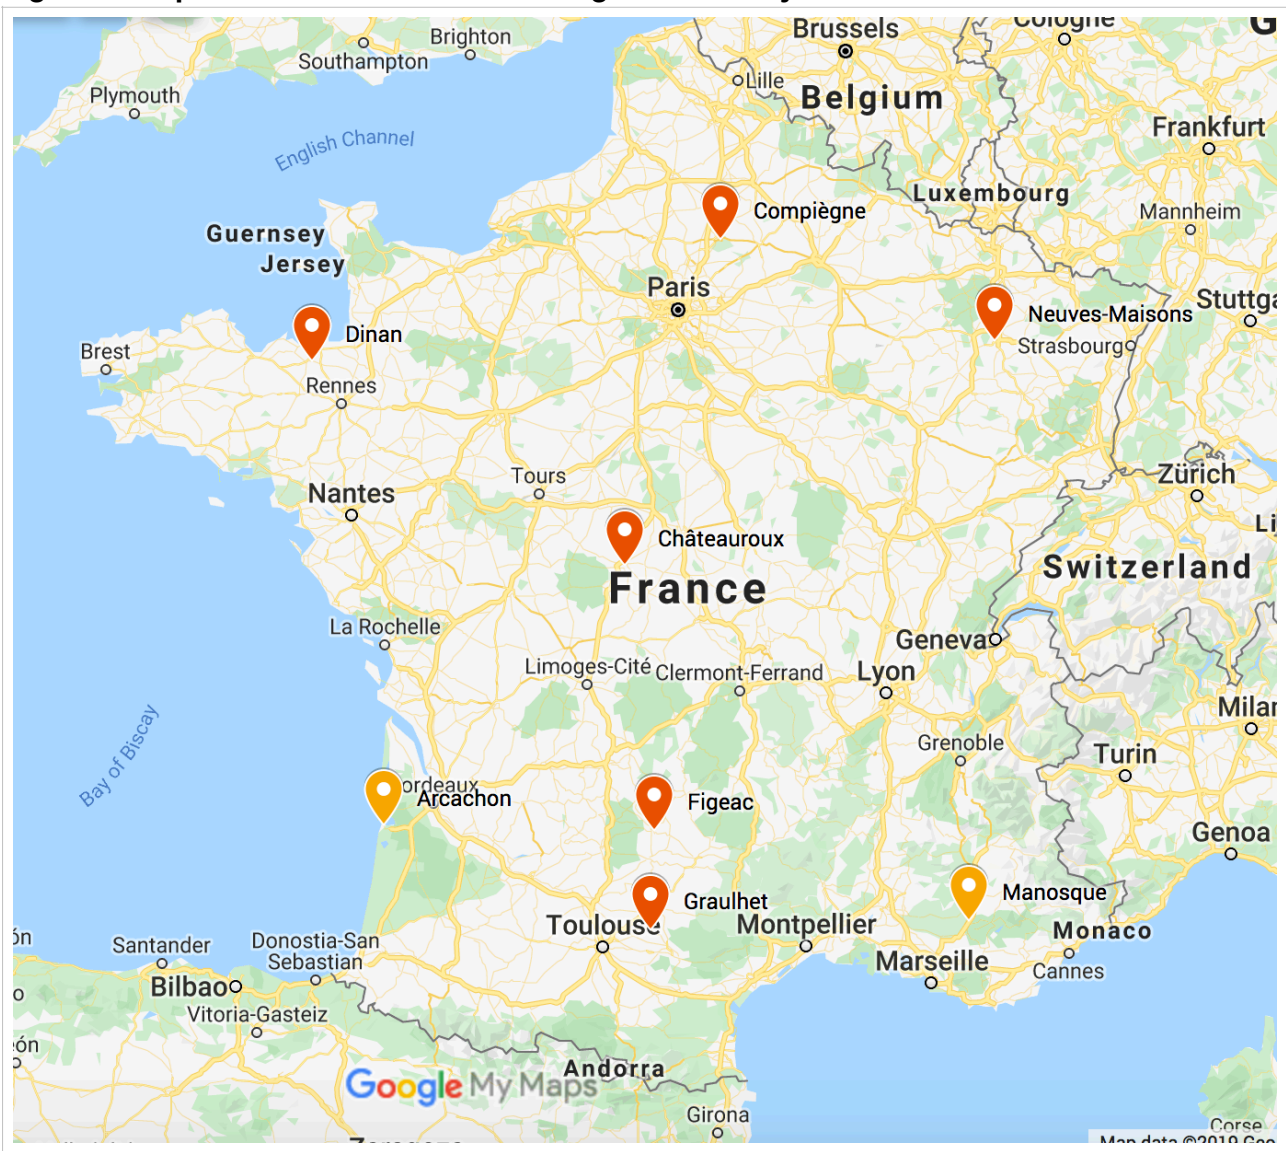 Brussels
Cologne
Brighton
Southampton
Lille
Plymouth
Belgium
English Channel
Frankfurt
Luxembourg
Compiègne
Mannheim
Guernsey
Jersey
Paris
Neuves-Maisons
Dinan
Strasbourg
Brest
Rennes
Tours
Zürich
Nantes
Châteauroux
Switzerland
France
La Rochelle
Geneva
Limoges-Cité
Clermont-Ferrand
Lyon
Bay of Biscay
Grenoble
Turin
ordeaux
Arcachon
Figeac
Genoa
Manosque
Graulhet
Toulouse
Montpellier
Monaco
Santander
Donostia-San
Sebastian
Marseille
Cannes
Bilbao
Vitoria-Gasteiz
Andorra
Google My Maps
Girona
Corse
Map data ©2019